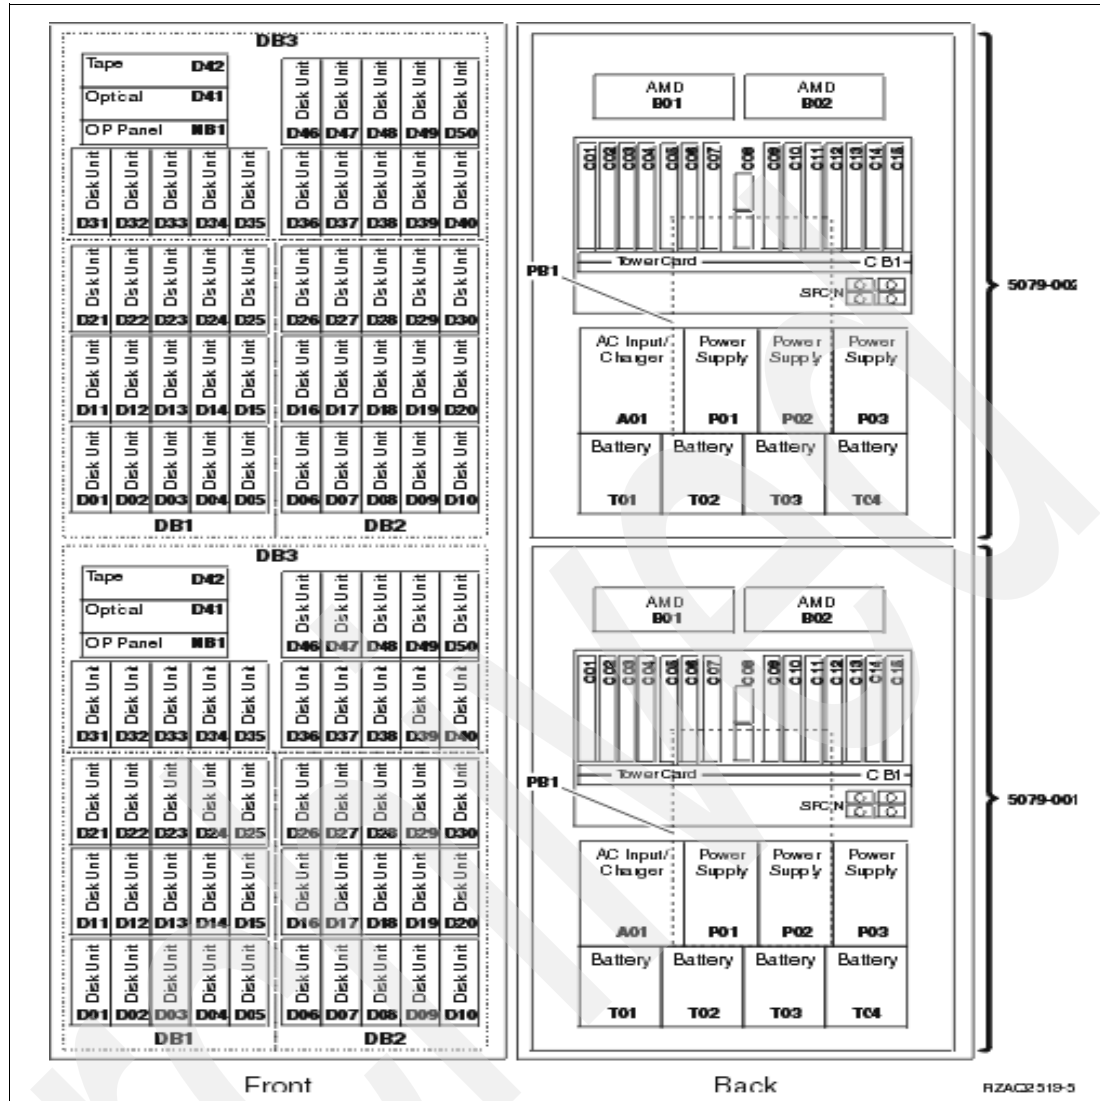 DB3
Tape D42
Optical D41
OP Panel NB1
Disk Unit Disk Unit Disk Unit Disk Unit Disk Unit
D46 D47 D48 D49 D50
Disk Unit Disk Unit Disk Unit Disk Unit Disk Unit Disk Unit Disk Unit Disk Unit Disk Unit Disk Unit
D31 D32 D33 D34 D35 D36 D37 D38 D39 D40
Disk Unit Disk Unit Disk Unit Disk Unit Disk Unit Disk Unit Disk Unit Disk Unit Disk Unit Disk Unit
D21 D22 D23 D24 D25 D26 D27 D28 D29 D30
Disk Unit Disk Unit Disk Unit Disk Unit Disk Unit Disk Unit Disk Unit Disk Unit Disk Unit Disk Unit
D11 D12 D13 D14 D15 D16 D17 D18 D19 D20
Disk Unit Disk Unit Disk Unit Disk Unit Disk Unit Disk Unit Disk Unit Disk Unit Disk Unit Disk Unit
D01 D02 D03 D04 D05 D06 D07 D08 D09 D10
DB1 DB2
AMD B01
AMD B02
C01 C02 C03 C04 C05 C06 C07 C08 C09 C10 C11 C12 C13 C14 C15
Tower Card CB1
PB1
SPCN
AC Input/ Charger A01
Power Supply P01
Power Supply P02
Power Supply P03
Battery T01
Battery T02
Battery T03
Battery T04
5079-002
DB3
Tape D42
Optical D41
OP Panel NB1
Disk Unit Disk Unit Disk Unit Disk Unit Disk Unit
D46 D47 D48 D49 D50
Disk Unit Disk Unit Disk Unit Disk Unit Disk Unit Disk Unit Disk Unit Disk Unit Disk Unit Disk Unit
D31 D32 D33 D34 D35 D36 D37 D38 D39 D40
Disk Unit Disk Unit Disk Unit Disk Unit Disk Unit Disk Unit Disk Unit Disk Unit Disk Unit Disk Unit
D21 D22 D23 D24 D25 D26 D27 D28 D29 D30
Disk Unit Disk Unit Disk Unit Disk Unit Disk Unit Disk Unit Disk Unit Disk Unit Disk Unit Disk Unit
D11 D12 D13 D14 D15 D16 D17 D18 D19 D20
Disk Unit Disk Unit Disk Unit Disk Unit Disk Unit Disk Unit Disk Unit Disk Unit Disk Unit Disk Unit
D01 D02 D03 D04 D05 D06 D07 D08 D09 D10
DB1 DB2
AMD B01
AMD B02
C01 C02 C03 C04 C05 C06 C07 C08 C09 C10 C11 C12 C13 C14 C15
Tower Card CB1
PB1
SPCN
AC Input/ Charger A01
Power Supply P01
Power Supply P02
Power Supply P03
Battery T01
Battery T02
Battery T03
Battery T04
5079-001
Front
Back
RZAQ2519-5